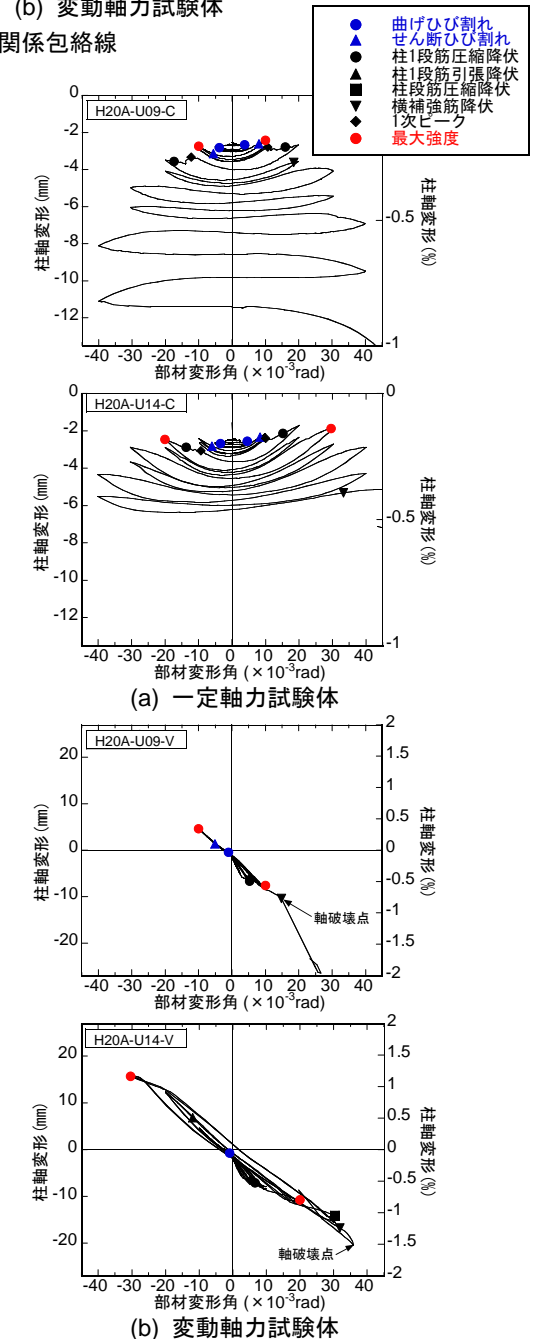 (b) 変動軸力試験体
関係包絡線
曲げひび割れ
せん断ひび割れ
柱1段筋圧縮降伏
柱1段筋引張降伏
柱段筋圧縮降伏
横補強筋降伏
1次ピーク
最大強度
H20A-U09-C
0
-2
-4
-6
-8
-10
-12
柱軸変形(mm)
-0.5
-1
柱軸変形(%)
-40 -30 -20 -10 0 10 20 30 40
部材変形角 (×10-3rad)
H20A-U14-C
0
-2
-4
-6
-8
-10
-12
柱軸変形(mm)
0
-0.5
-1
柱軸変形(%)
-40 -30 -20 -10 0 10 20 30 40
部材変形角 (×10-3rad)
(a) 一定軸力試験体
H20A-U09-V
20
10
0
-10
-20
柱軸変形(mm)
2
1.5
1
0.5
0
-0.5
-1
-1.5
-2
柱軸変形(%)
軸破壊点
-40 -30 -20 -10 0 10 20 30 40
部材変形角 (×10-3rad)
H20A-U14-V
20
10
0
-10
-20
柱軸変形(mm)
2
1.5
1
0.5
0
-0.5
-1
-1.5
-2
柱軸変形(%)
軸破壊点
-40 -30 -20 -10 0 10 20 30 40
部材変形角 (×10-3rad)
(b) 変動軸力試験体